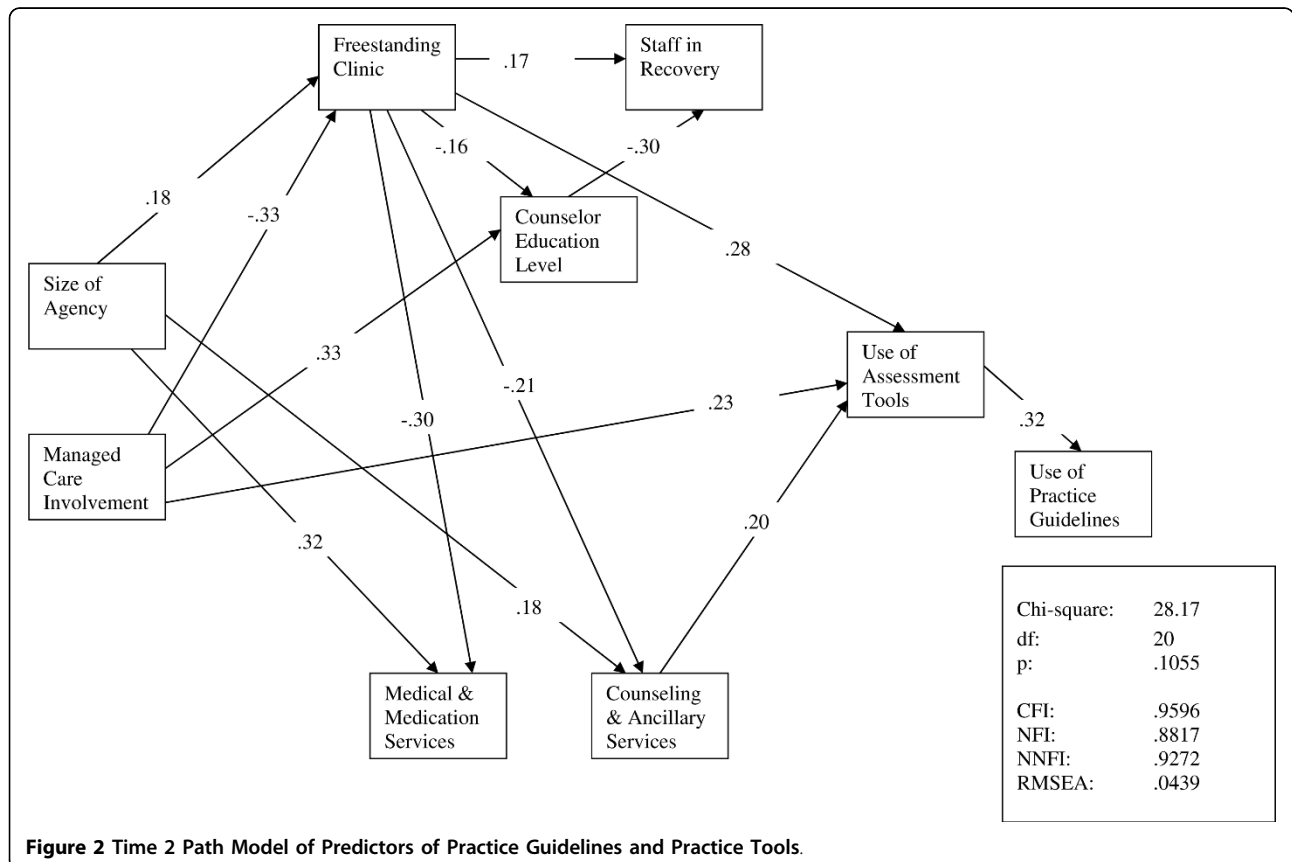 Freestanding
Clinic
.17
Staff in
Recovery
-.16
-.30
.18
-.33
Counselor
Education
Level
.28
Size of
Agency
.33
Use of
Assessment
Tools
-.21
.23
-.30
.32
Managed
Care
Involvement
Use of
Practice
Guidelines
.20
.32
.18
Medical &
Medication
Services
Counseling
& Ancillary
Services
Chi-square: 28.17
df: 20
p: .1055
CFI: .9596
NFI: .8817
NNFI: .9272
RMSEA: .0439
Figure 2 Time 2 Path Model of Predictors of Practice Guidelines and Practice Tools.